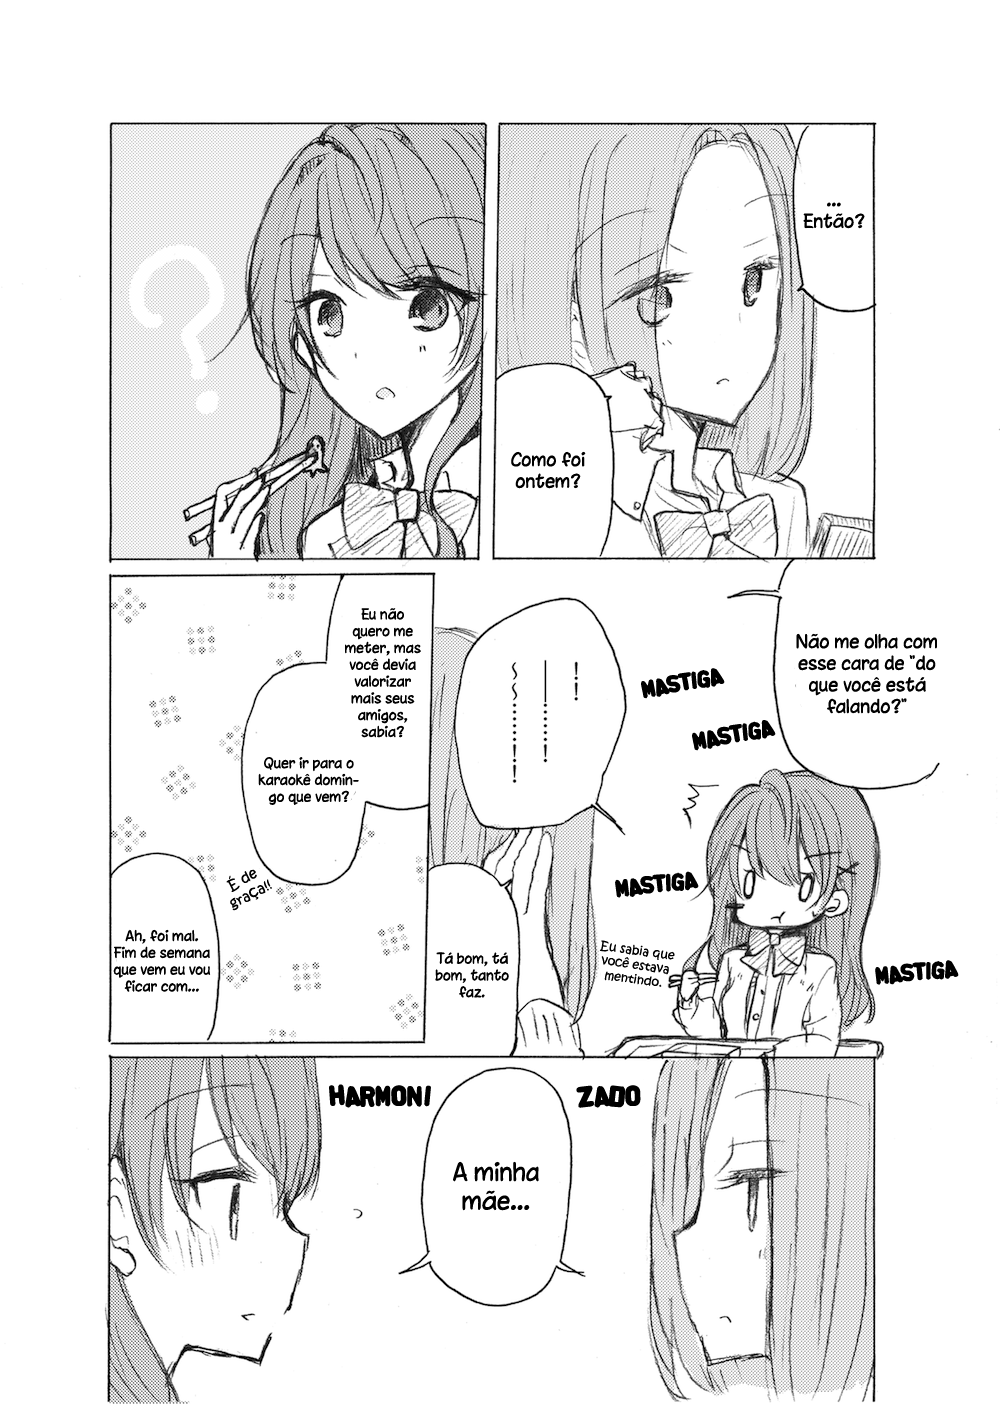 ...
Então?
Como foi
ontem?
Não me olha com
esse cara de "do
que você está
falando?"
MASTIGA
MASTIGA
MASTIGA
MASTIGA
Eu sabia que
você estava
mentindo.
Tá bom, tá
bom, tanto
faz.
Eu não
quero me
meter, mas
você devia
valorizar
mais seus
amigos,
sabia?
Quer ir para o
karaokê domin-
go que vem?
É de
graça!!
Ah, foi mal.
Fim de semana
que vem eu vou
ficar com...
HARMONI
ZADO
A minha
mãe...